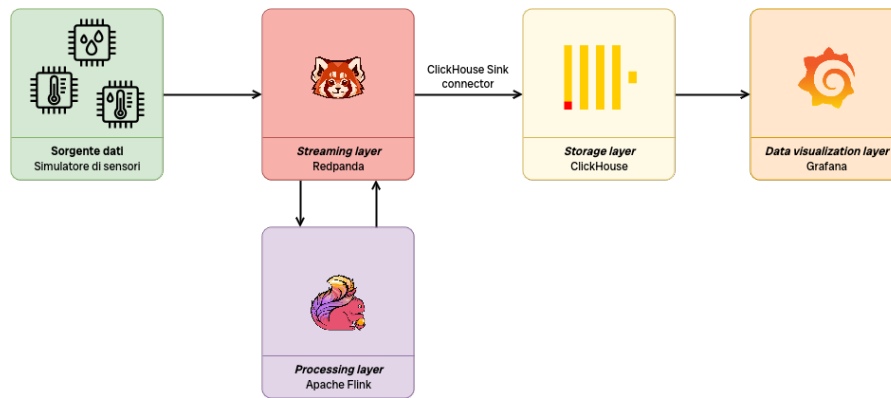 ClickHouse Sink
connector
Sorgente dati
Simulatore di sensori
Streaming layer
Redpanda
Storage layer
ClickHouse
Data visualization layer
Grafana
Processing layer
Apache Flink